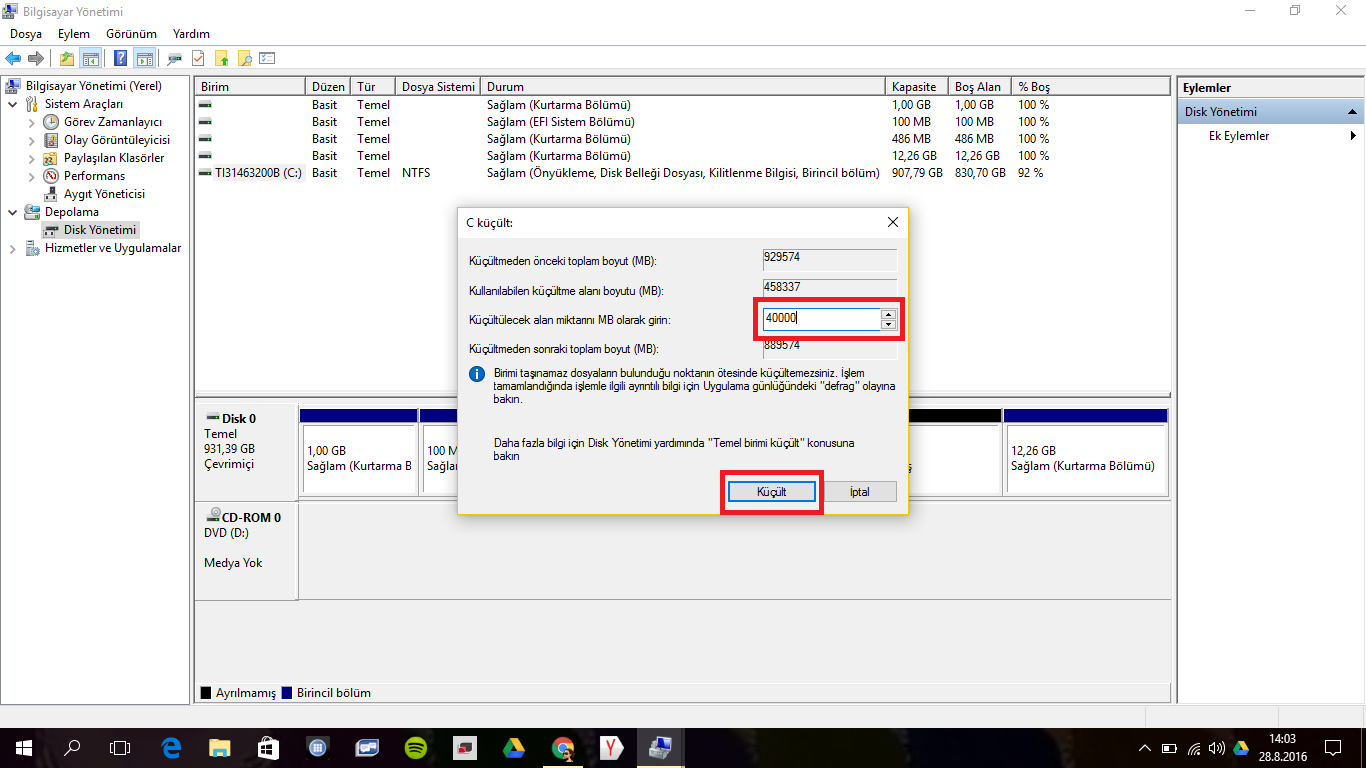 Bilgisayar Yönetimi
Dosya Eylem Görünüm Yardım
Bilgisayar Yönetimi (Yerel)
Sistem Araçları
Görev Zamanlayıcı
Olay Görüntüleyicisi
Paylaşılan Klasörler
Performans
Aygıt Yöneticisi
Depolama
Disk Yönetimi
Hizmetler ve Uygulamalar
Birim Düzen Tür Dosya Sistemi Durum Kapasite Boş Alan % Boş
Basit Temel Sağlam (Kurtarma Bölümü) 1,00 GB 1,00 GB 100 %
Basit Temel Sağlam (EFI Sistem Bölümü) 100 MB 100 MB 100 %
Basit Temel Sağlam (Kurtarma Bölümü) 486 MB 486 MB 100 %
Basit Temel Sağlam (Kurtarma Bölümü) 12,26 GB 12,26 GB 100 %
TI31463200B (C:) Basit Temel NTFS Sağlam (Önyükleme, Disk Belleği Dosyası, Kilitlenme Bilgisi, Birincil bölüm) 907,79 GB 830,70 GB 92 %
Eylemler
Disk Yönetimi
Ek Eylemler
C küçült:
Küçültmeden önceki toplam boyut (MB): 929574
Kullanılabilen küçültme alanı boyutu (MB): 458337
Küçültülecek alan miktarını MB olarak girin: 40000
Küçültmeden sonraki toplam boyut (MB): 889574
Birimi taşınamaz dosyaların bulunduğu noktanın ötesinde küçültemezsiniz. İşlem
tamamlandığında işlemle ilgili ayrıntılı bilgi için Uygulama günlüğündeki "defrag" olayına
bakın.
Daha fazla bilgi için Disk Yönetimi yardımında "Temel birimi küçült" konusuna
bakın
Küçült İptal
Disk 0
Temel
931,39 GB
Çevrimiçi
1,00 GB
Sağlam (Kurtarma B
100 M
Sağla
12,26 GB
Sağlam (Kurtarma Bölümü)
CD-ROM 0
DVD (D:)
Medya Yok
Ayrılmamış Birincil bölüm
14:03
28.8.2016